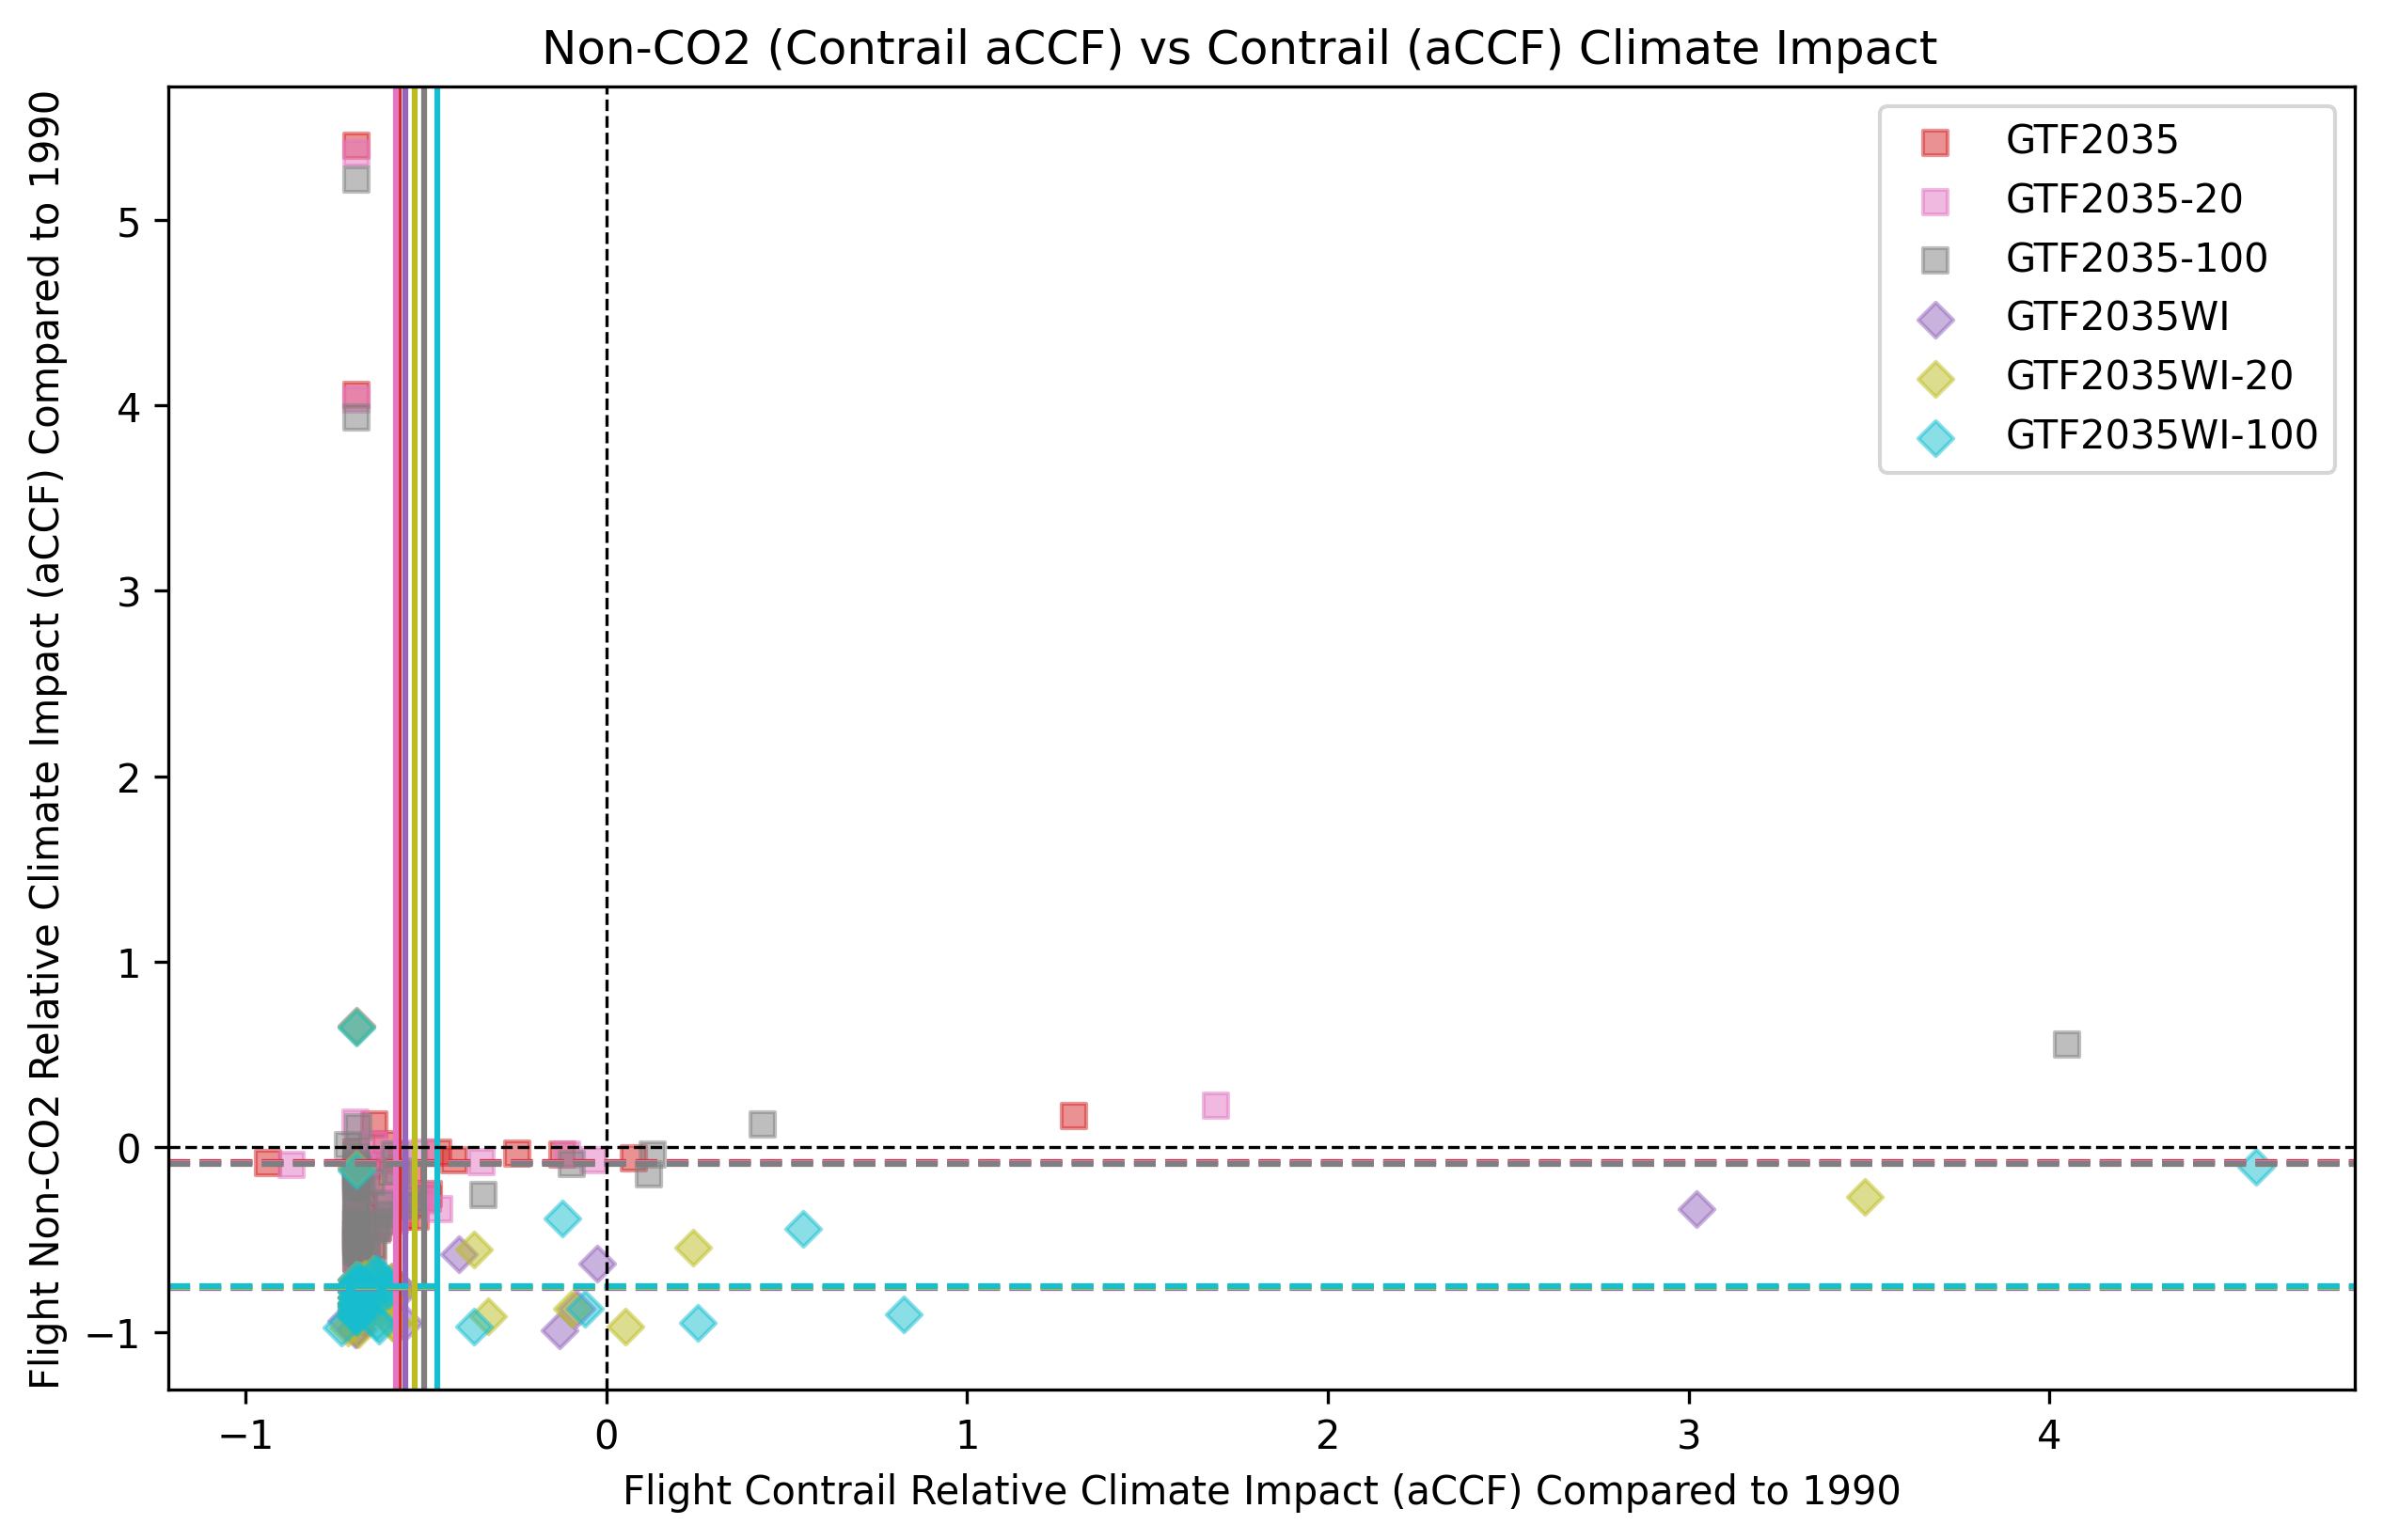 Non-CO2 (Contrail aCCF) vs Contrail (aCCF) Climate Impact
Flight Non-CO2 Relative Climate Impact (aCCF) Compared to 1990
5
4
3
2
1
0
−1
GTF2035
GTF2035-20
GTF2035-100
GTF2035WI
GTF2035WI-20
GTF2035WI-100
−1 0 1 2 3 4
Flight Contrail Relative Climate Impact (aCCF) Compared to 1990